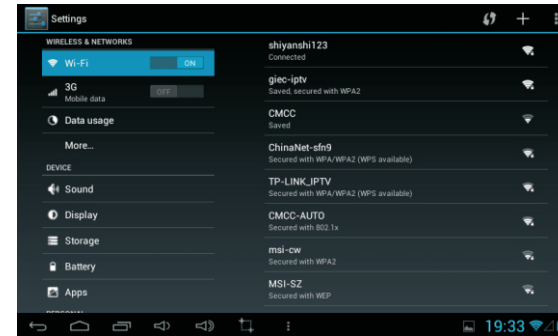 Settings
WIRELESS & NETWORKS
Wi-Fi
ON
3G
Mobile data
OFF
Data usage
More...
DEVICE
Sound
Display
Storage
Battery
Apps
shiyanshi123
Connected
giec-iptv
Saved, secured with WPA2
CMCC
Saved
ChinaNet-sfn9
Secured with WPA/WPA2 (WPS available)
TP-LINK_IPTV
Secured with WPA/WPA2 (WPS available)
CMCC-AUTO
Secured with 802.1x
msi-cw
Secured with WPA2
MSI-SZ
Secured with WEP
19:33